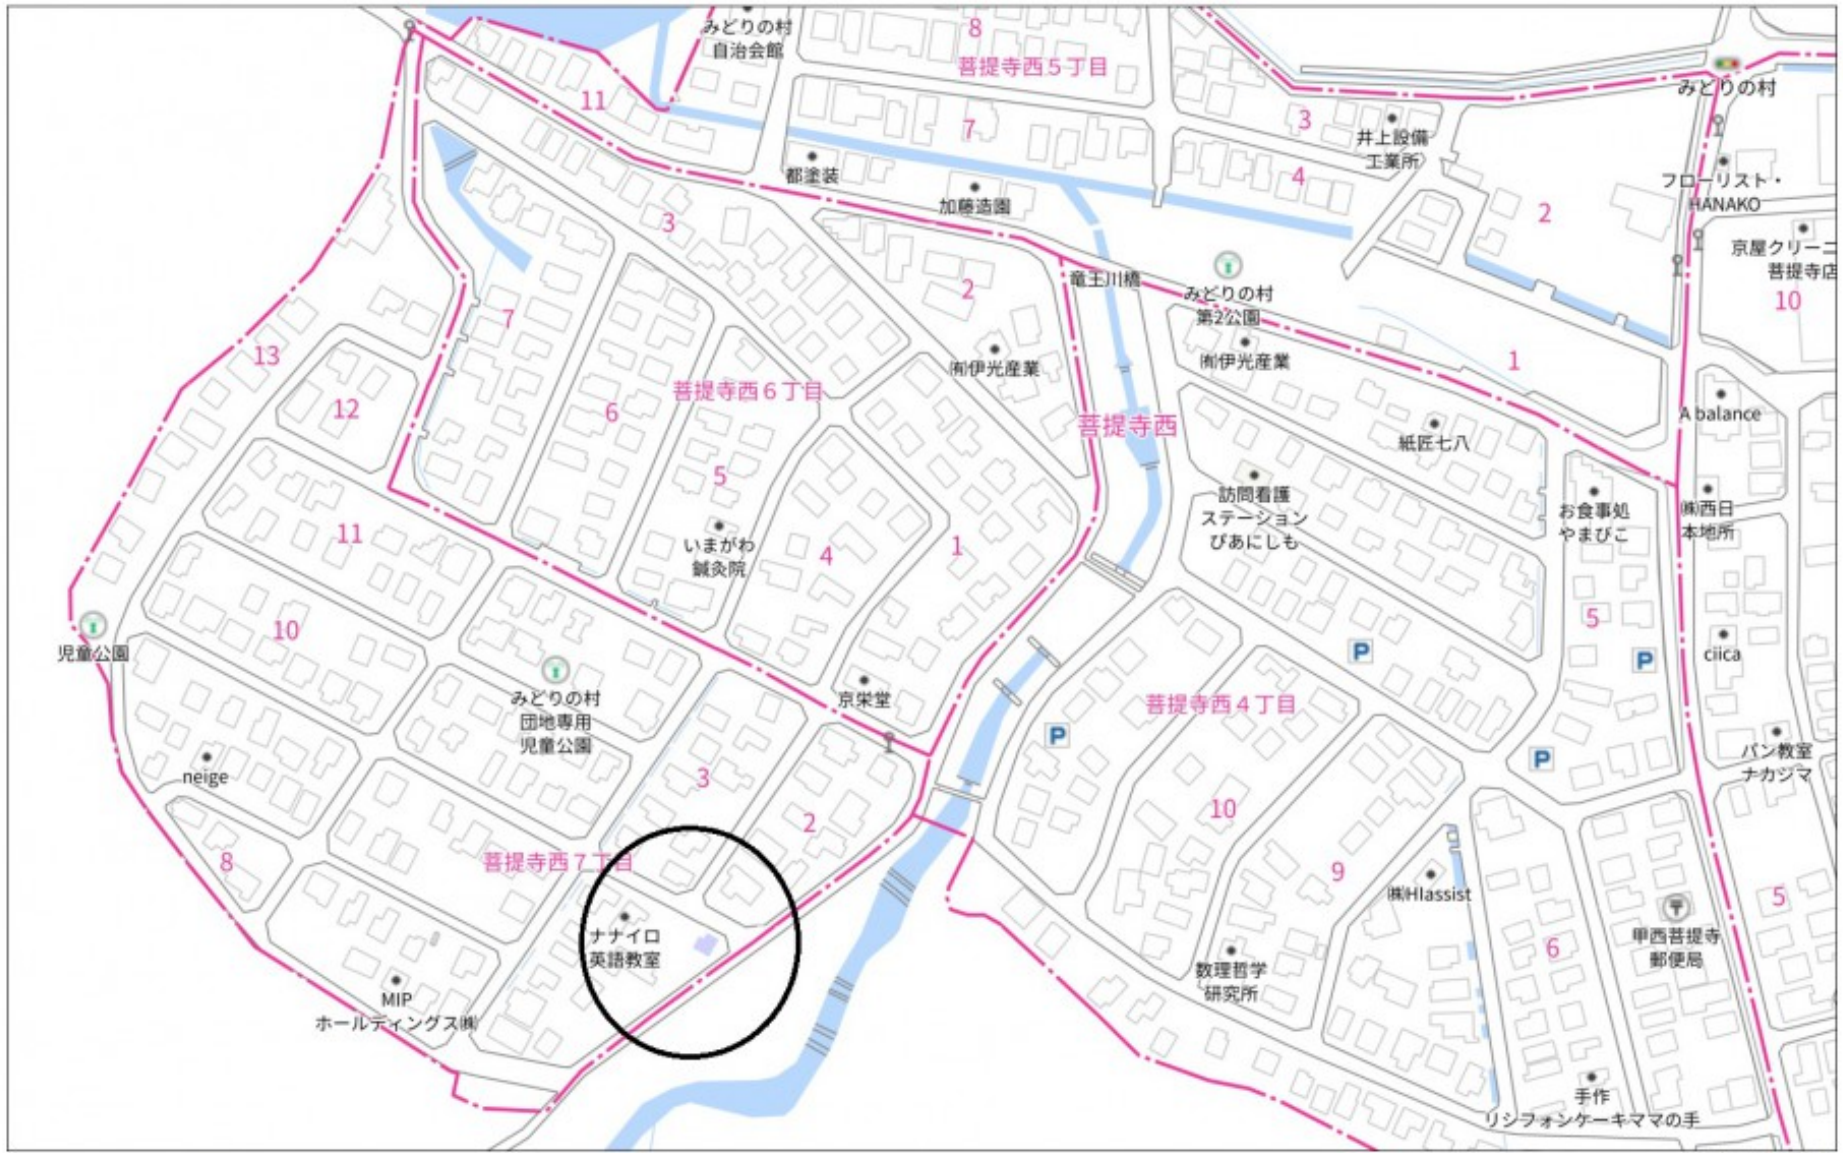 みどりの村
自治会館
8
菩提寺西5丁目
みどりの村
11
7
3
井上設備
工業所
都塗装
4
加藤造園
フローリスト・
HANAKO
3
2
京屋クリーニ
菩提寺店
竜王川橋
みどりの村
第2公園
2
10
7
13
㈲伊光産業
㈲伊光産業
1
菩提寺西6丁目
12
6
A balance
菩提寺西
紙匠七八
5
訪問看護
ステーション
ぴあにしも
お食事処
やまびこ
㈱西日
本地所
11
いまがわ
鍼灸院
4
1
10
5
児童公園
P
P
ciica
みどりの村
団地専用
児童公園
京栄堂
菩提寺西4丁目
P
neige
3
P
パン教室
ナカジマ
2
10
8
菩提寺西7丁目
9
㈱HIassist
5
ナナイロ
英語教室
6
甲西菩提寺
郵便局
数理哲学
研究所
MIP
ホールディングス㈱
手作
リシフォンケーキママの手